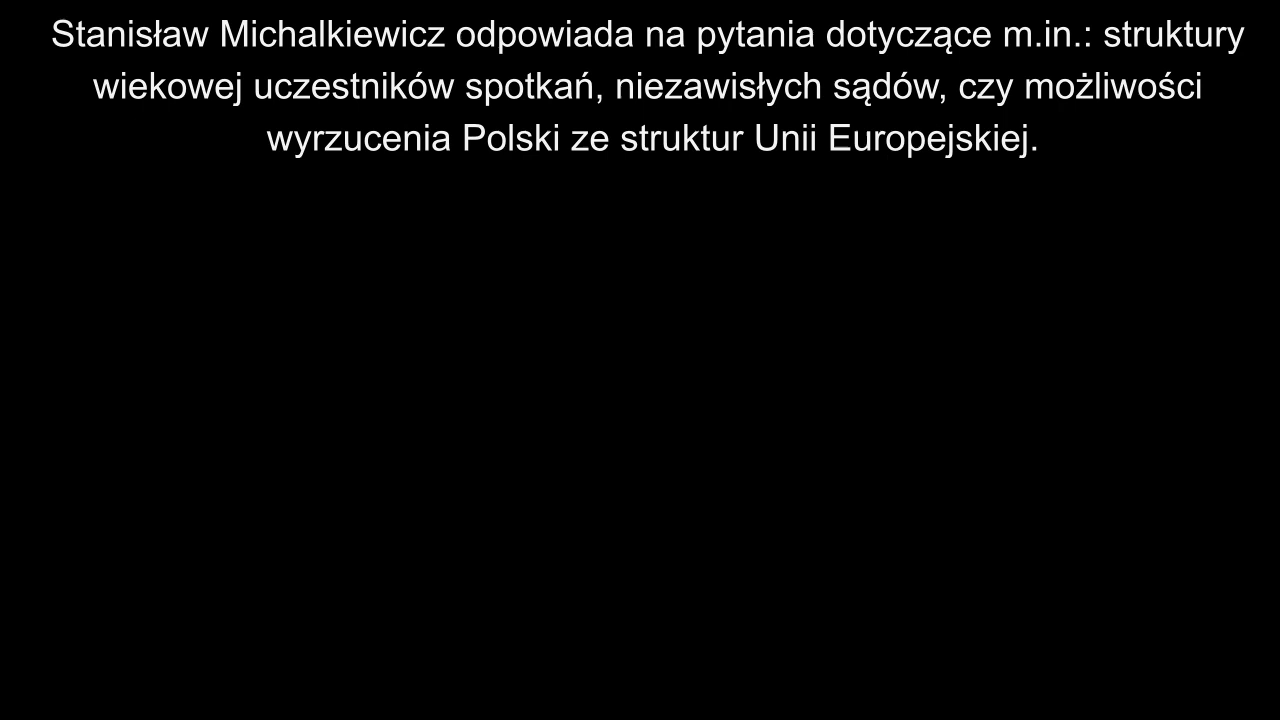 Stanisław Michalkiewicz odpowiada na pytania dotyczące m.in.: struktury
wiekowej uczestników spotkań, niezawisłych sądów, czy możliwości
wyrzucenia Polski ze struktur Unii Europejskiej.